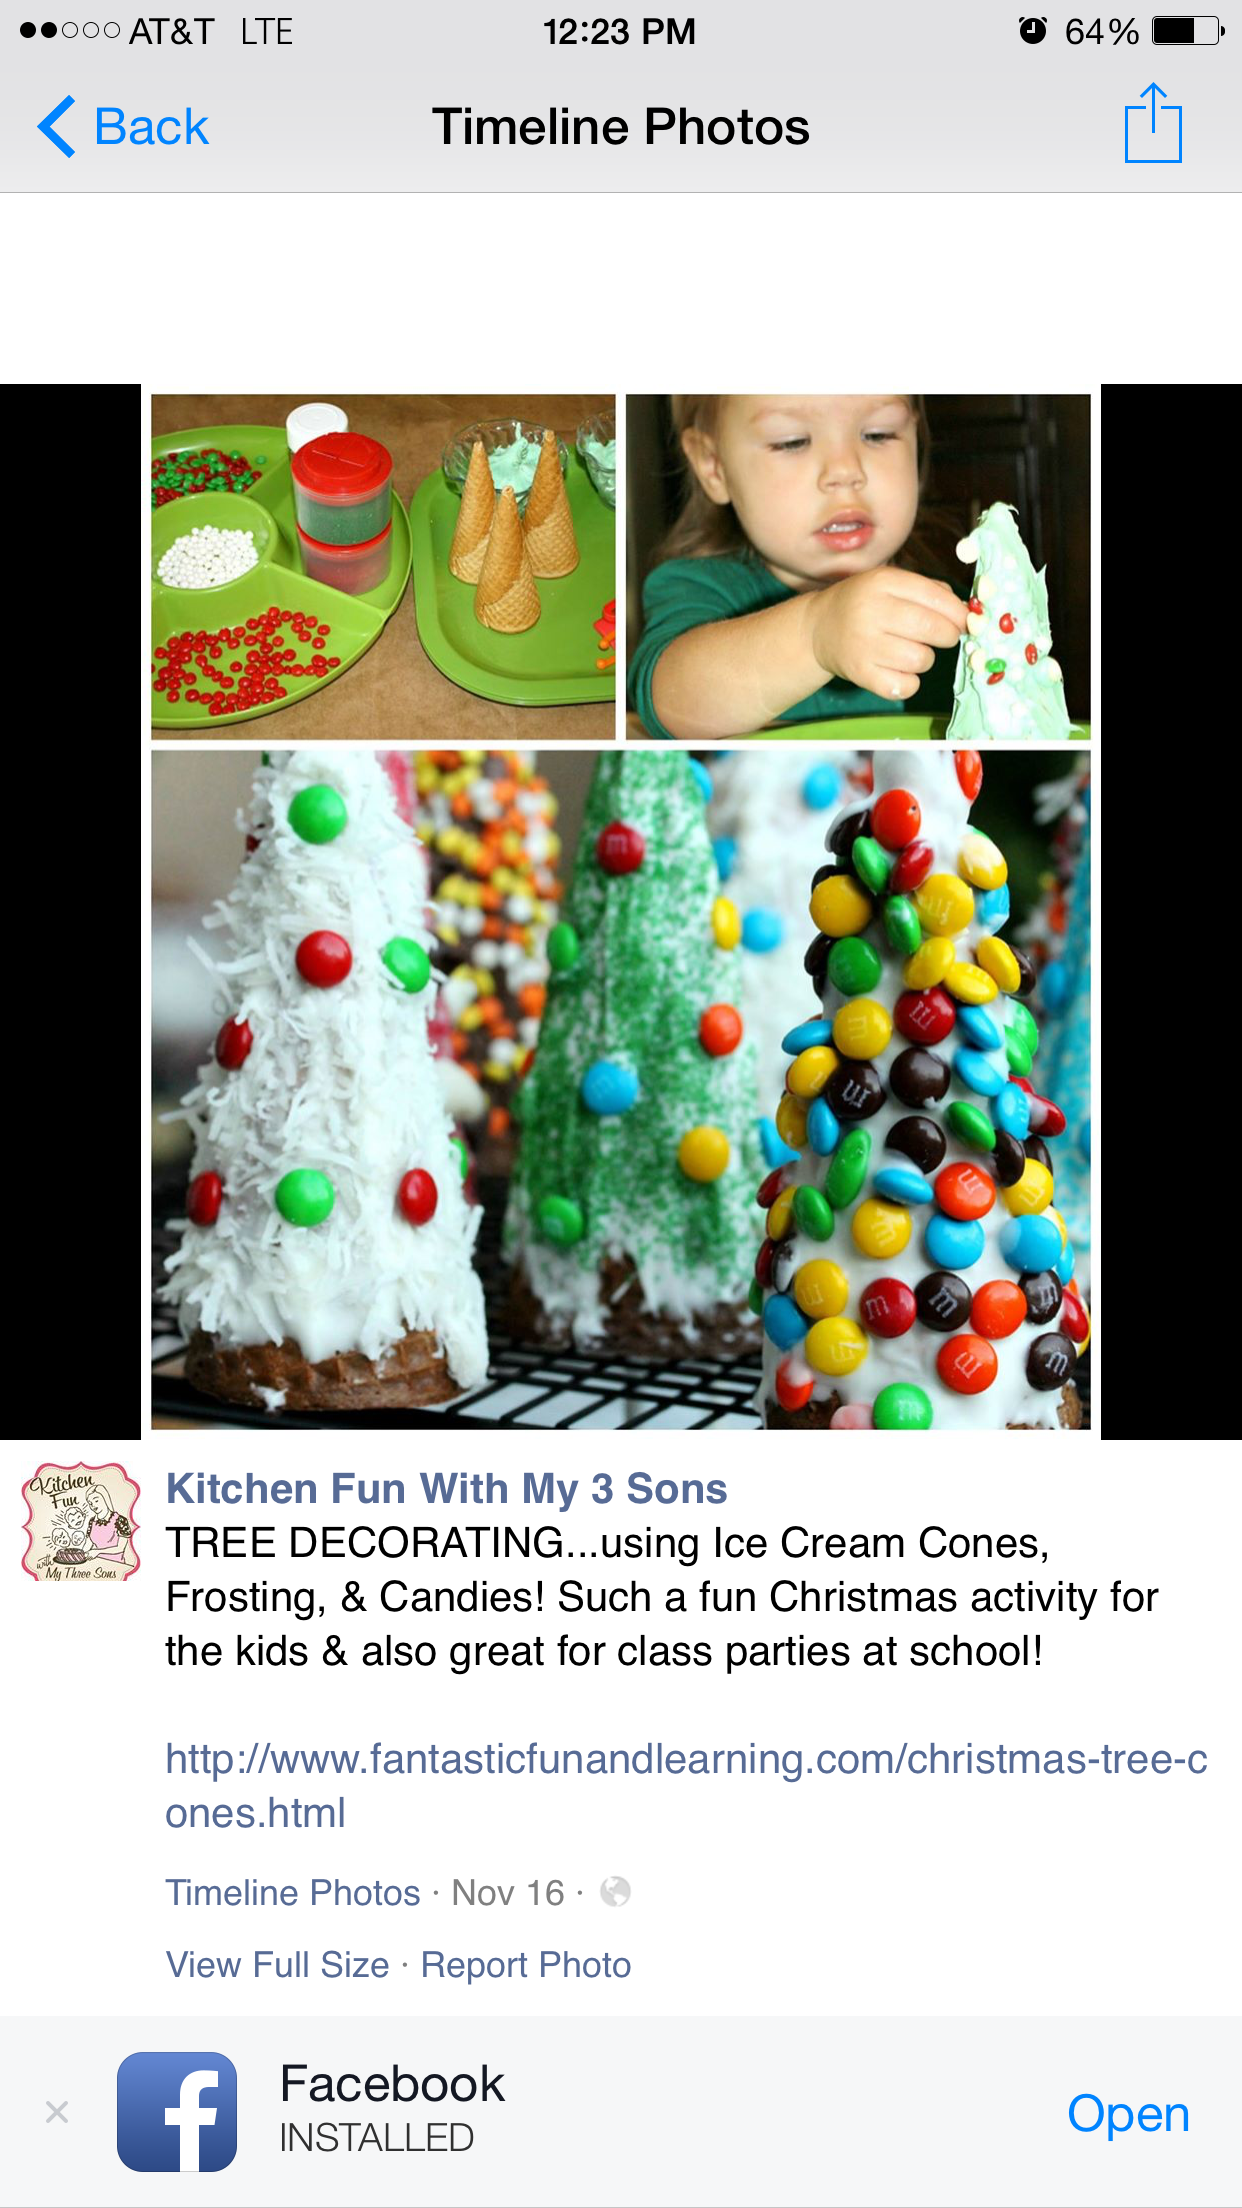 AT&T LTE 12:23 PM 64%
Back Timeline Photos
Kitchen
Fun
with
My Three Sons
Kitchen Fun With My 3 Sons
TREE DECORATING...using Ice Cream Cones,
Frosting, & Candies! Such a fun Christmas activity for
the kids & also great for class parties at school!
http://www.fantasticfunandlearning.com/christmas-tree-c
ones.html
Timeline Photos · Nov 16 ·
View Full Size · Report Photo
Facebook
INSTALLED
Open